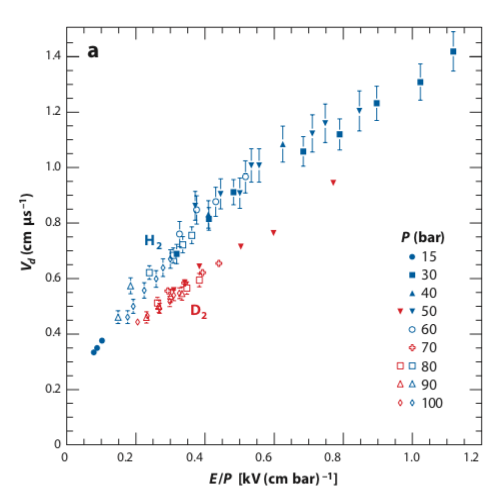 a
1.4
1.2
1.0
0.8
0.6
0.4
0.2
0
V_d (cm μs⁻¹)
H₂
D₂
P (bar)
15
30
40
50
60
70
80
90
100
0 0.2 0.4 0.6 0.8 1.0 1.2
E/P [kV (cm bar)⁻¹]